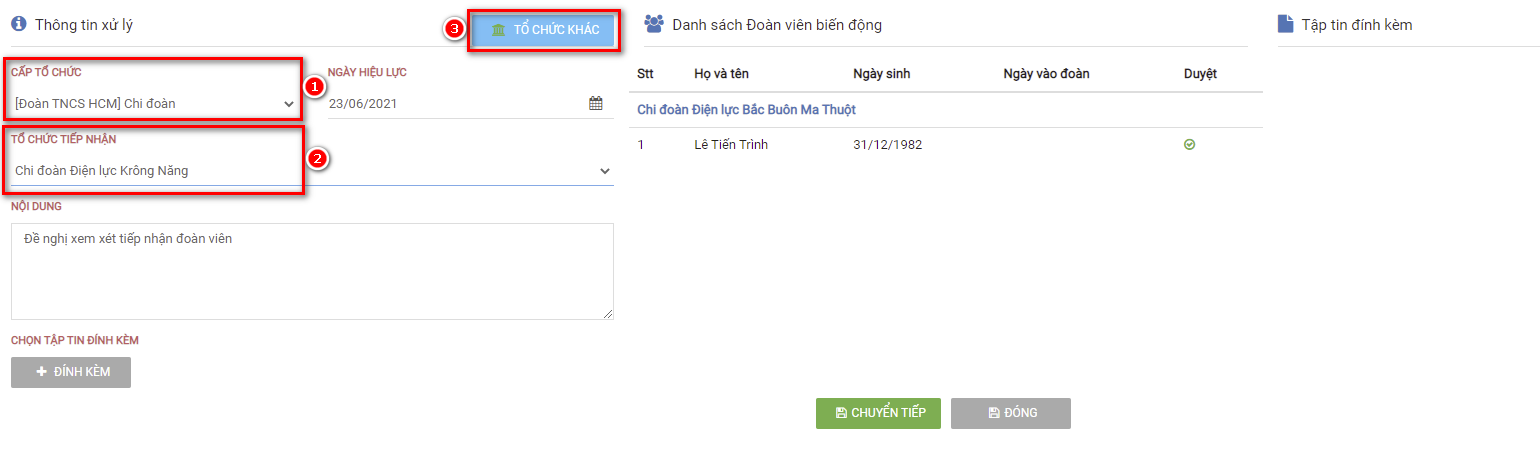 Thông tin xử lý
3
TỔ CHỨC KHÁC
CẤP TỔ CHỨC
[Đoàn TNCS HCM] Chi đoàn
1
NGÀY HIỆU LỰC
23/06/2021
TỔ CHỨC TIẾP NHẬN
Chi đoàn Điện lực Krông Năng
2
NỘI DUNG
Đề nghị xem xét tiếp nhận đoàn viên
CHỌN TẬP TIN ĐÍNH KÈM
ĐÍNH KÈM
Danh sách Đoàn viên biến động
Stt Họ và tên Ngày sinh Ngày vào đoàn Duyệt
Chi đoàn Điện lực Bắc Buôn Ma Thuột
1 Lê Tiến Trình 31/12/1982
Tập tin đính kèm
CHUYỂN TIẾP
ĐÓNG